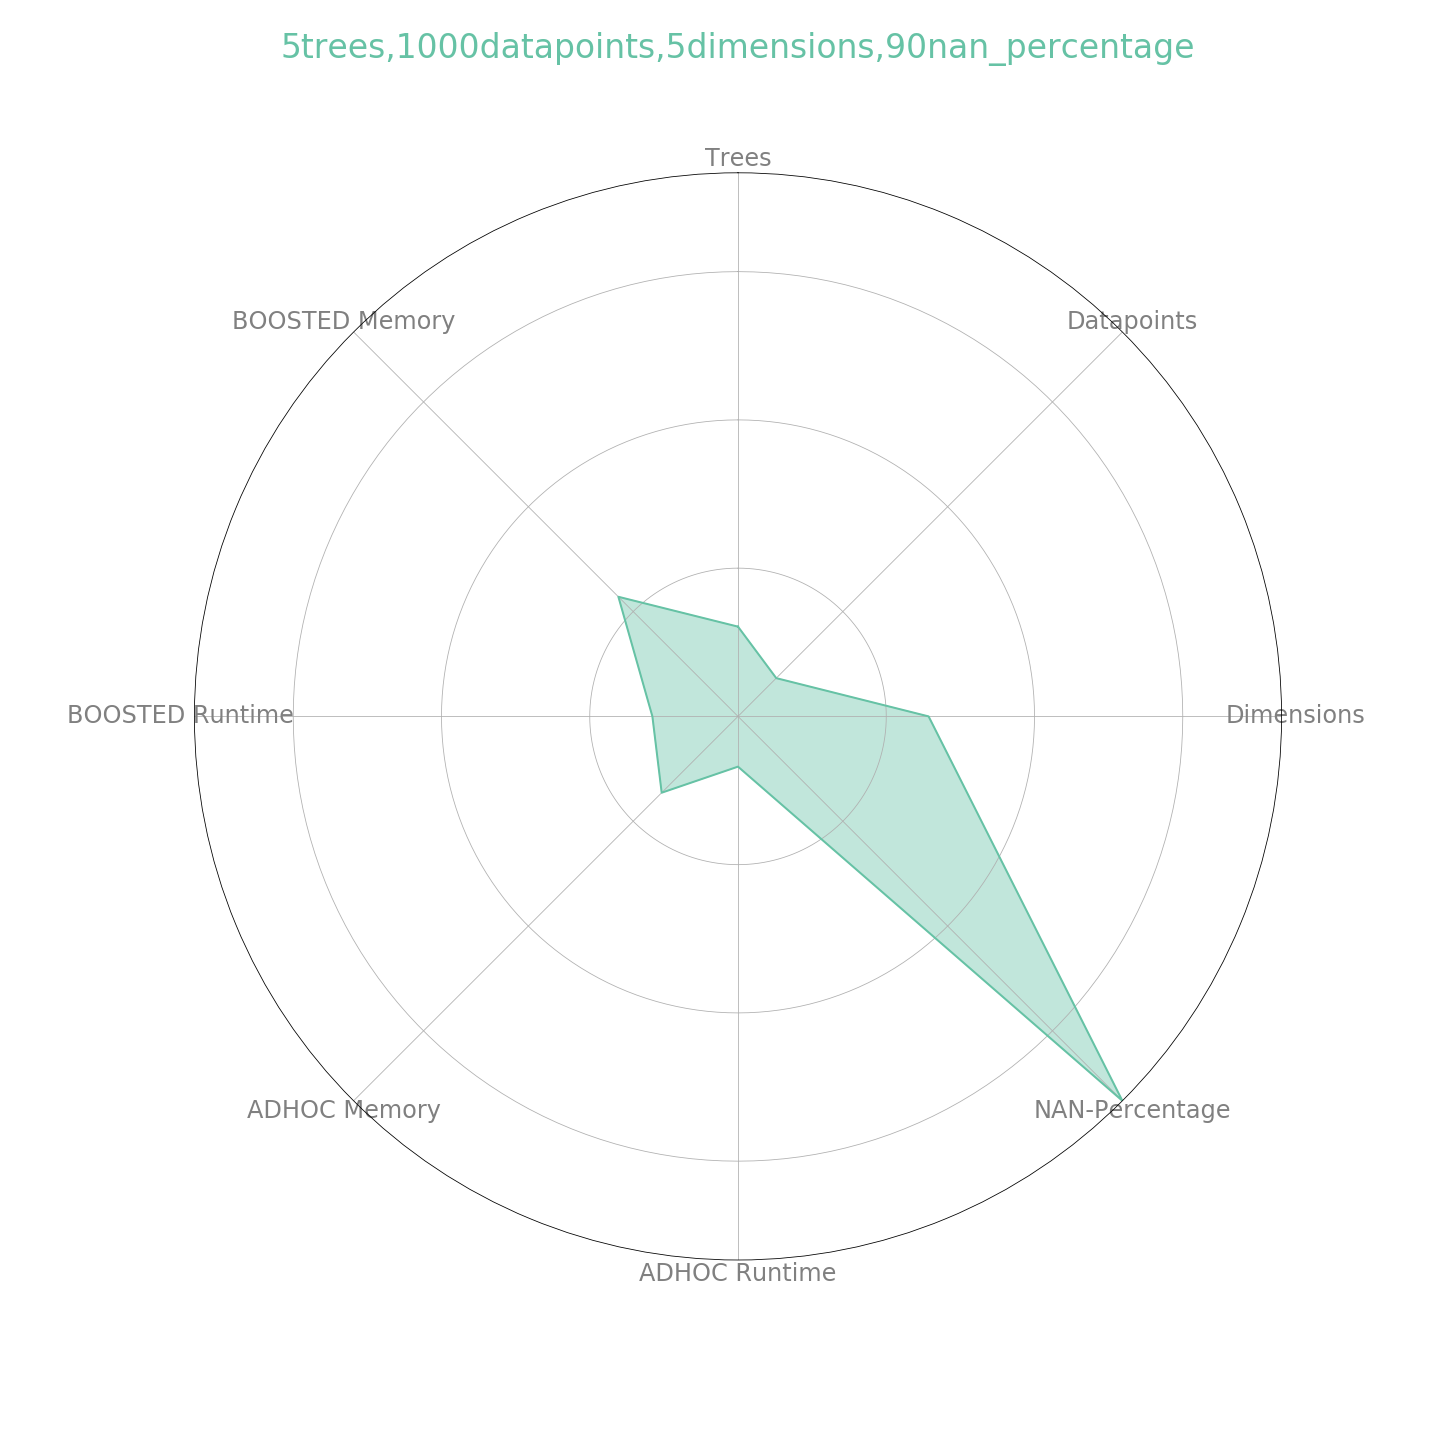 5trees,1000datapoints,5dimensions,90nan_percentage
Trees
BOOSTED Memory
Datapoints
BOOSTED Runtime
Dimensions
ADHOC Memory
NAN-Percentage
ADHOC Runtime